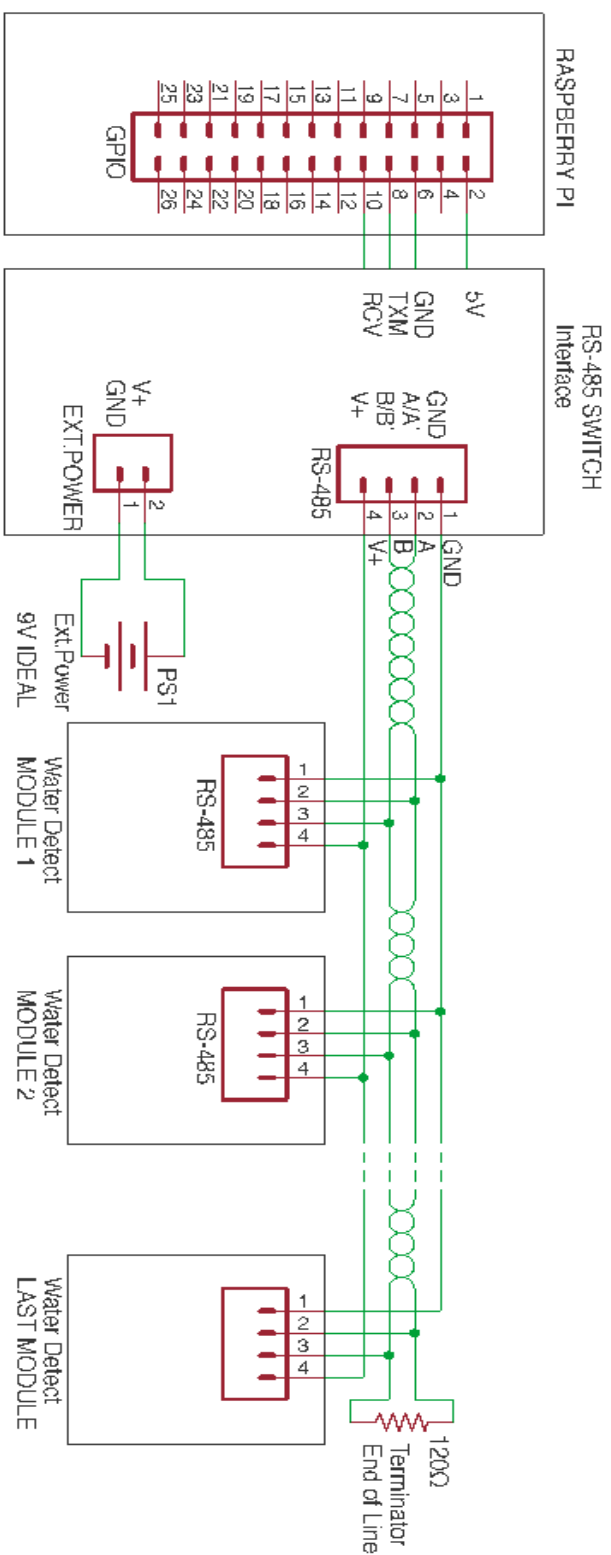 RASPBERRY PI
1
3
5
7
9
11
13
15
17
19
21
23
25
2
4
6
8
10
12
14
16
18
20
22
24
26
GPIO
RS-485 SWITCH
Interface
5V
GND
TXM
RCV
GND
A/A'
B/B'
V+
RS-485
1
2
3
4
GND
A
B
V+
V+
GND
EXT.POWER
2
1
PS1
Ext.Power
9V IDEAL
1
2
3
4
RS-485
Water Detect
MODULE 1
1
2
3
4
RS-485
Water Detect
MODULE 2
1
2
3
4
Water Detect
LAST MODULE
120Ω
Terminator
End of Line